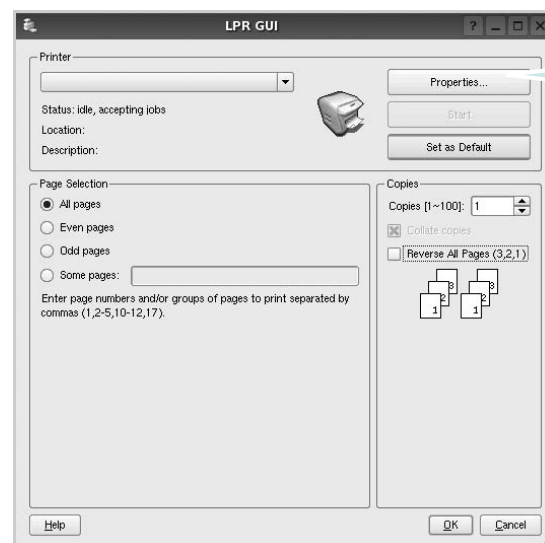 LPR GUI
Printer
Properties...
Status: idle, accepting jobs
Start
Location:
Description:
Set as Default
Page Selection
All pages
Even pages
Odd pages
Some pages:
Enter page numbers and/or groups of pages to print separated by
commas (1,2-5,10-12,17).
Copies
Copies [1~100]: 1
Collate copies
Reverse All Pages (3,2,1)
3 3
2 2
1 1
Help
OK
Cancel